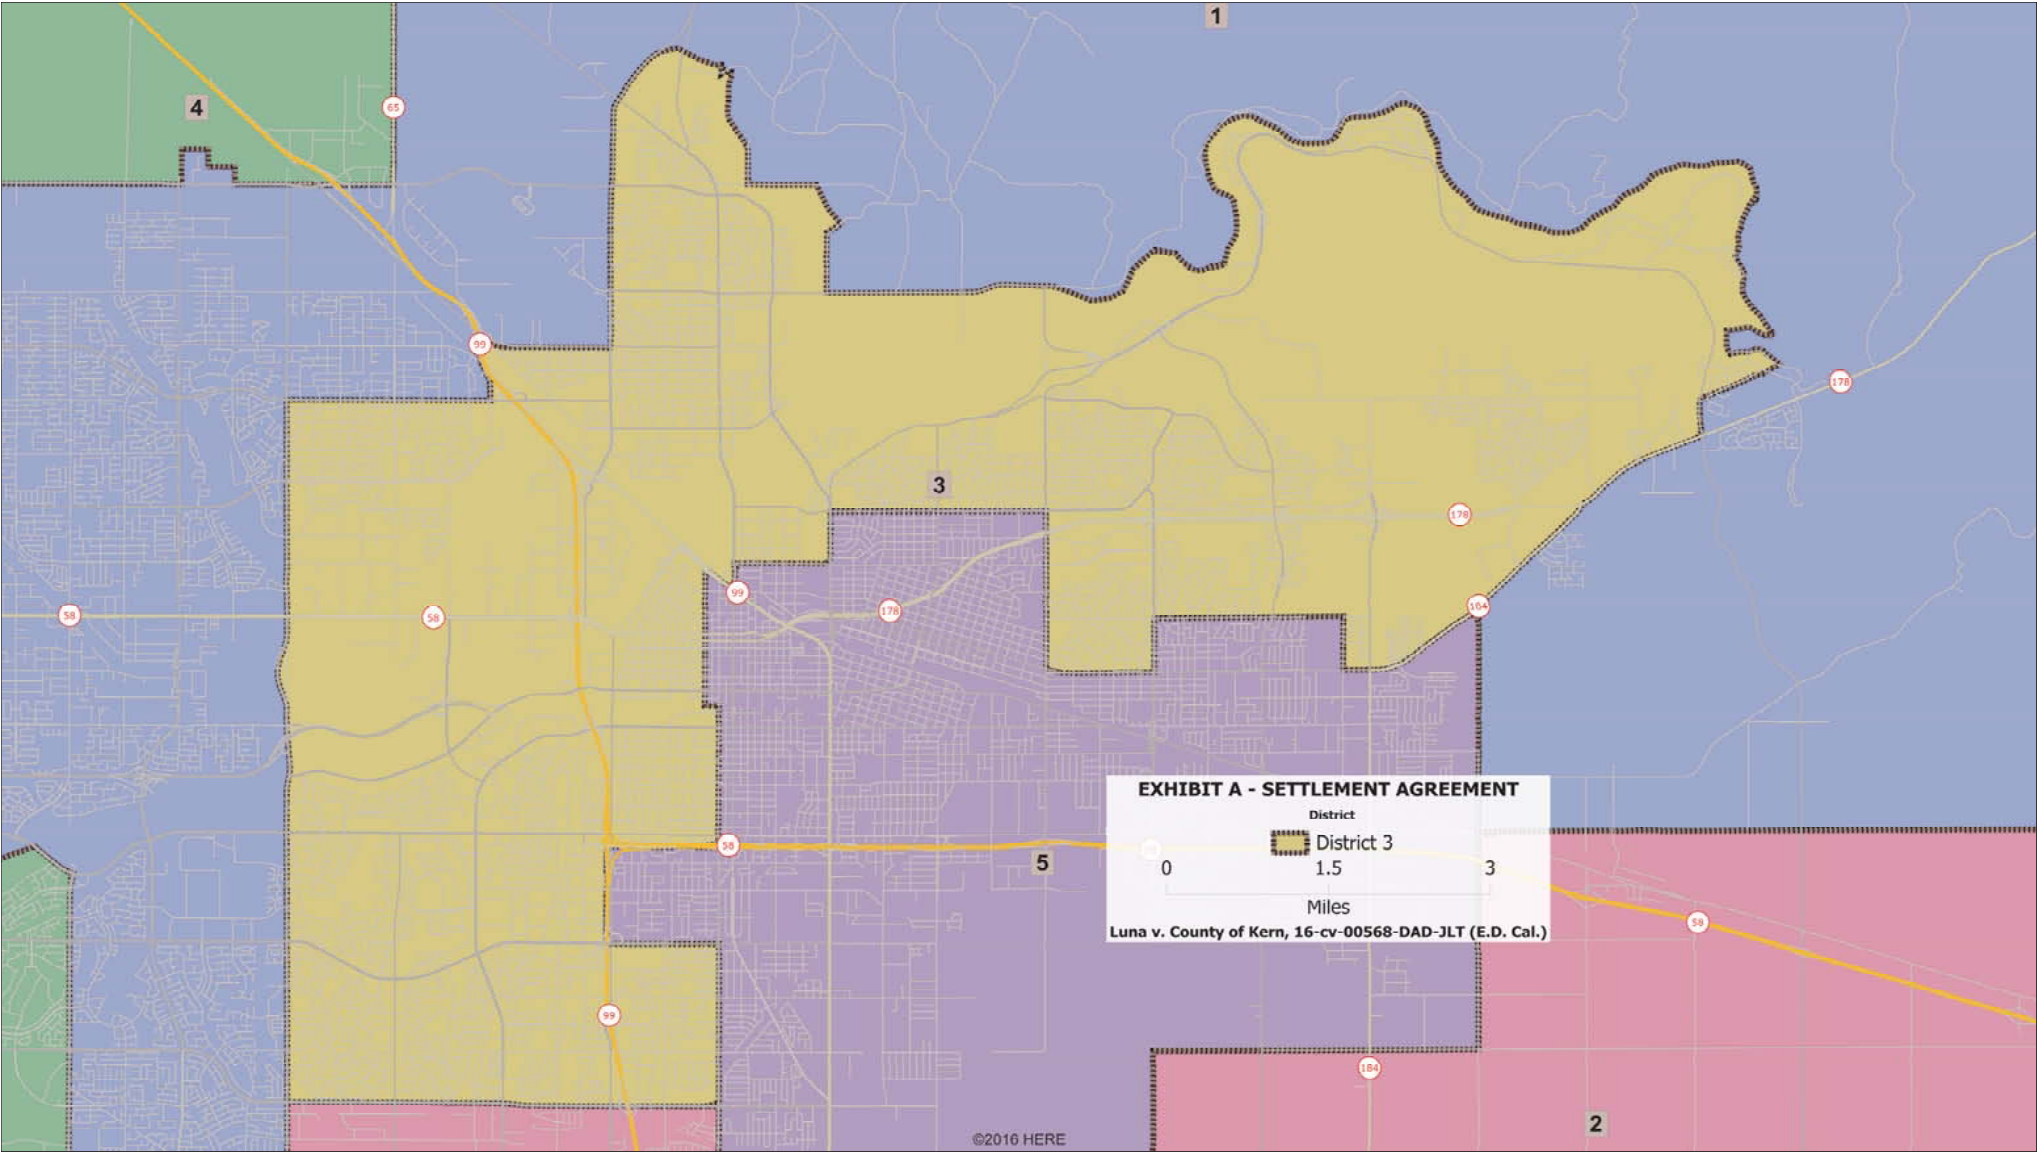 1
4
65
99
178
3
178
99
178
58
58
164
EXHIBIT A - SETTLEMENT AGREEMENT
District
District 3
0 1.5 3
Miles
Luna v. County of Kern, 16-cv-00568-DAD-JLT (E.D. Cal.)
58
5
58
99
184
2
©2016 HERE